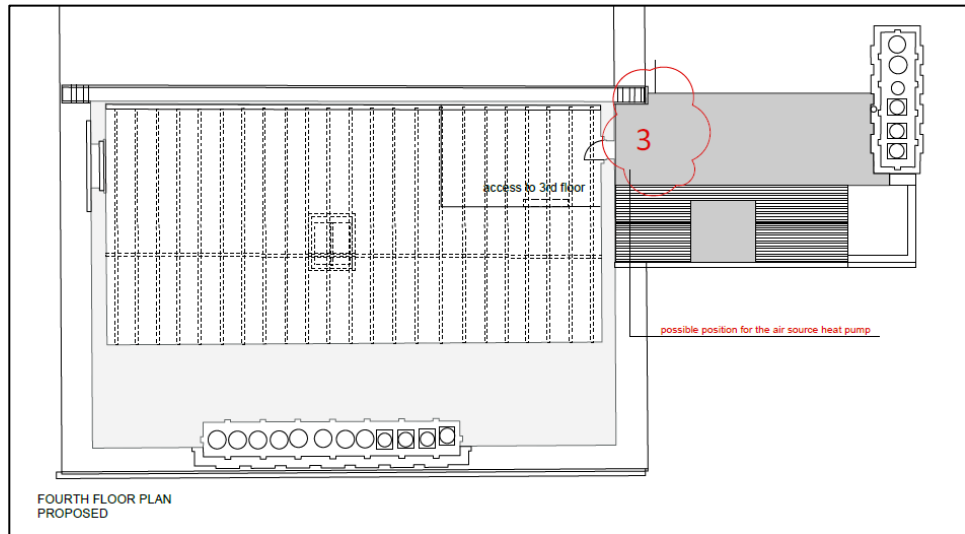 3
access to 3rd floor
possible position for the air source heat pump
FOURTH FLOOR PLAN
PROPOSED